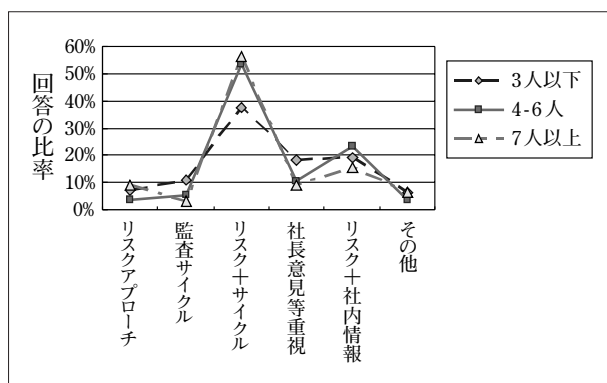 回答の比率
60%
50%
40%
30%
20%
10%
0%
リスクアプローチ
監査サイクル
リスク＋サイクル
社長意見等重視
リスク＋社内情報
その他
3人以下
4-6人
7人以上